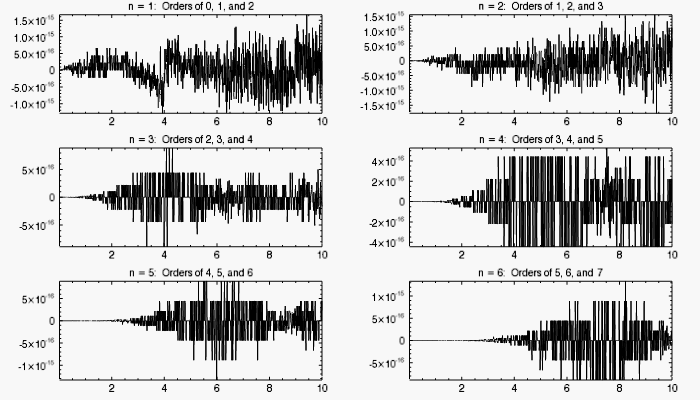 n = 1: Orders of 0, 1, and 2
1.5×10⁻¹⁵
1.0×10⁻¹⁵
5.0×10⁻¹⁶
0
-5.0×10⁻¹⁶
-1.0×10⁻¹⁵
2 4 6 8 10
n = 2: Orders of 1, 2, and 3
1.5×10⁻¹⁵
1.0×10⁻¹⁵
5.0×10⁻¹⁶
0
-5.0×10⁻¹⁶
-1.0×10⁻¹⁵
-1.5×10⁻¹⁵
2 4 6 8 10
n = 3: Orders of 2, 3, and 4
5×10⁻¹⁶
0
-5×10⁻¹⁶
2 4 6 8 10
n = 4: Orders of 3, 4, and 5
4×10⁻¹⁶
2×10⁻¹⁶
0
-2×10⁻¹⁶
-4×10⁻¹⁶
2 4 6 8 10
n = 5: Orders of 4, 5, and 6
5×10⁻¹⁶
0
-5×10⁻¹⁶
-1×10⁻¹⁵
2 4 6 8 10
n = 6: Orders of 5, 6, and 7
1×10⁻¹⁵
5×10⁻¹⁶
0
-5×10⁻¹⁶
2 4 6 8 10